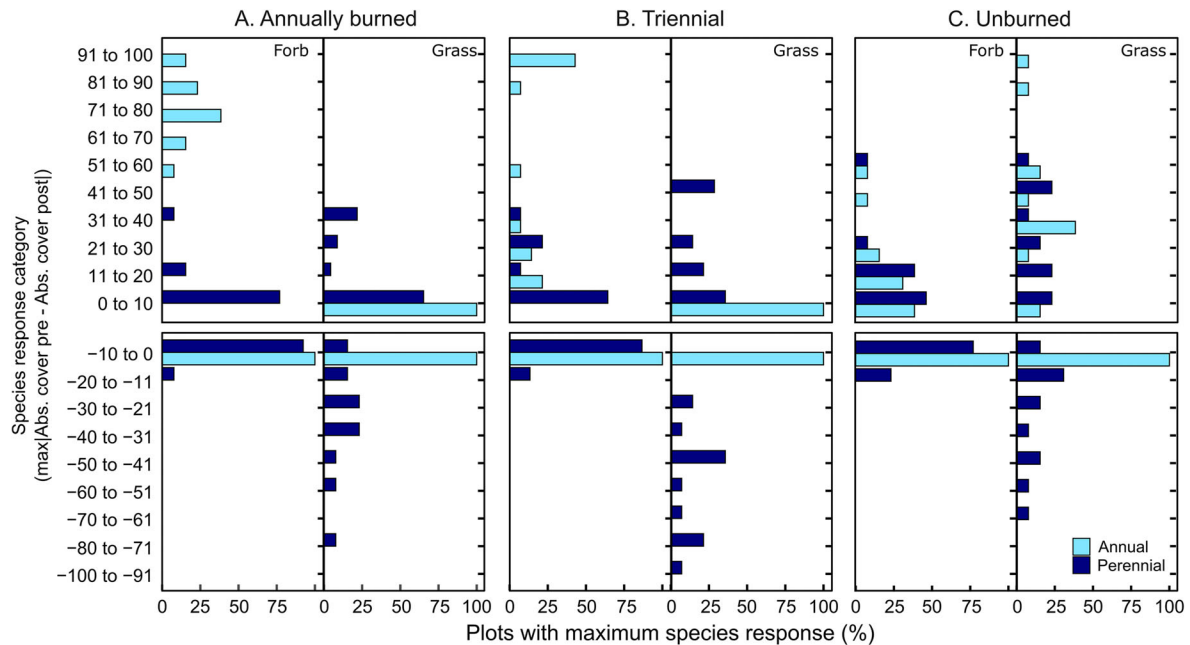 A. Annually burned
B. Triennial
C. Unburned
Forb
Grass
Grass
Forb
Grass
Species response category
(max|Abs. cover pre - Abs. cover post|)
91 to 100
81 to 90
71 to 80
61 to 70
51 to 60
41 to 50
31 to 40
21 to 30
11 to 20
0 to 10
−10 to 0
−20 to −11
−30 to −21
−40 to −31
−50 to −41
−60 to −51
−70 to −61
−80 to −71
−100 to −91
Annual
Perennial
0 25 50 75 0 25 50 75 100
0 25 50 75 0 25 50 75 100
0 25 50 75 0 25 50 75 100
Plots with maximum species response (%)